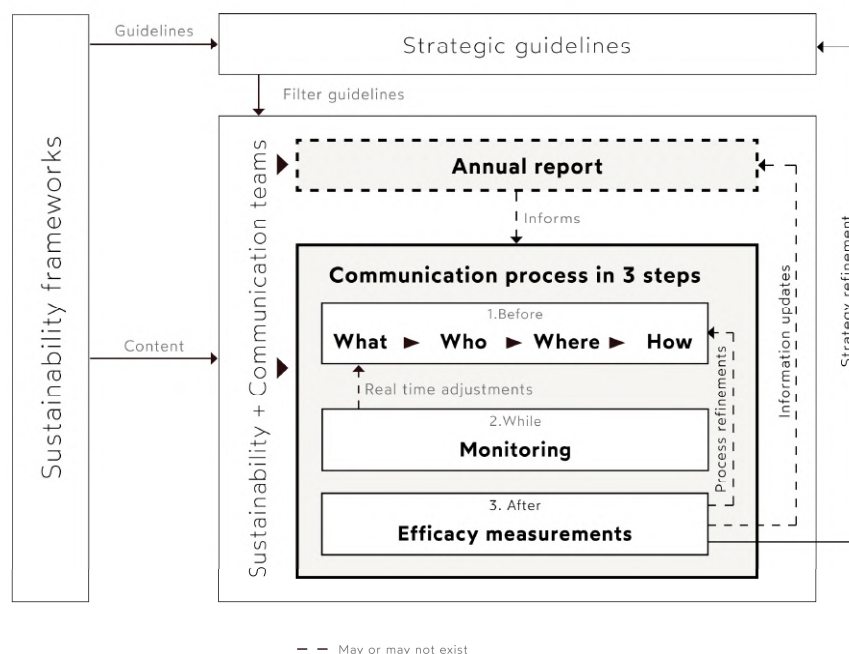 Guidelines
Strategic guidelines
Filter guidelines
Sustainability frameworks
Sustainability + Communication teams
Annual report
Informs
Communication process in 3 steps
1.Before
What Who Where How
Content
Real time adjustments
2.While
Monitoring
3. After
Efficacy measurements
Process refinements
Information updates
Strategy refinement
May or may not exist